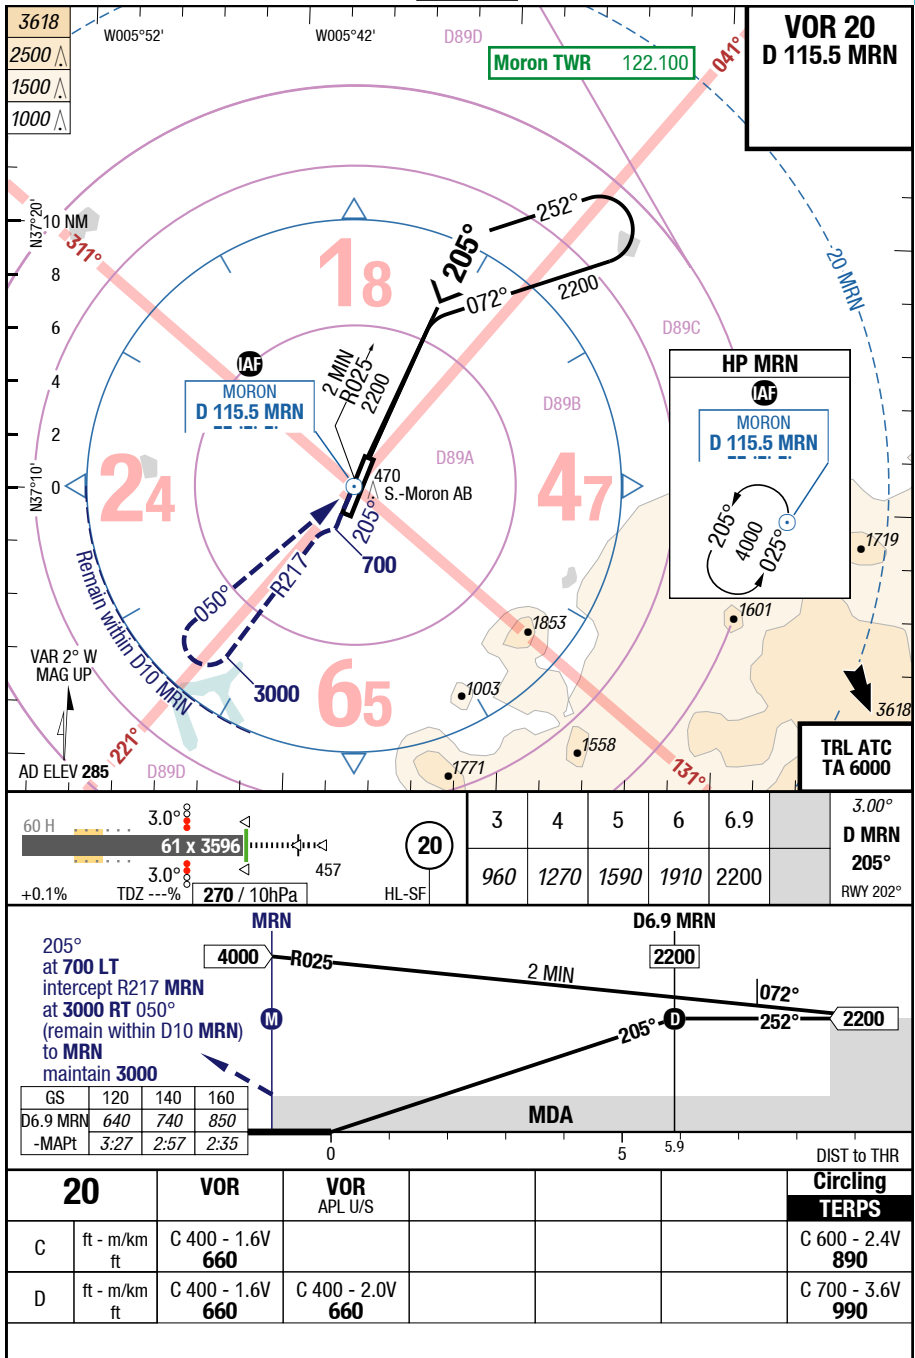 3618
2500
1500
1000
W005°52'
W005°42'
D89D
Moron TWR 122.100
041°
VOR 20
D 115.5 MRN
N37°20'
10 NM
311°
8
6
4
2
0
N37°10'
18
24
47
65
252°
205°
072°
2200
20 MRN
D89C
D89B
D89A
2 MIN
R025
2200
IAF
MORON
D 115.5 MRN
470
S.-Moron AB
205°
700
R217
050°
3000
Remain within D10 MRN
HP MRN
IAF
MORON
D 115.5 MRN
205°
4000
025°
1719
1601
1853
1003
1558
1771
3618
VAR 2° W
MAG UP
221°
131°
AD ELEV 285
D89D
TRL ATC
TA 6000
60 H
3.0°
61 x 3596
3.0°
457
+0.1%
TDZ ---%
270 / 10hPa
HL-SF
20
3 4 5 6 6.9
960 1270 1590 1910 2200
3.00°
D MRN
205°
RWY 202°
MRN
D6.9 MRN
205°
at 700 LT
intercept R217 MRN
at 3000 RT 050°
(remain within D10 MRN)
to MRN
maintain 3000
4000
R025
2 MIN
2200
072°
M
D
205°
252°
2200
MDA
GS 120 140 160
D6.9 MRN 640 740 850
-MAPt 3:27 2:57 2:35
0
5
5.9
DIST to THR
20
VOR
VOR
APL U/S
Circling
TERPS
C
ft - m/km
ft
C 400 - 1.6V
660
C 600 - 2.4V
890
D
ft - m/km
ft
C 400 - 1.6V
660
C 400 - 2.0V
660
C 700 - 3.6V
990